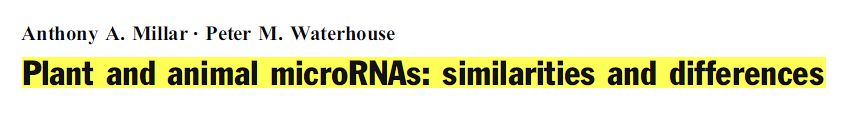 Anthony A. Millar · Peter M. Waterhouse
Plant and animal microRNAs: similarities and differences